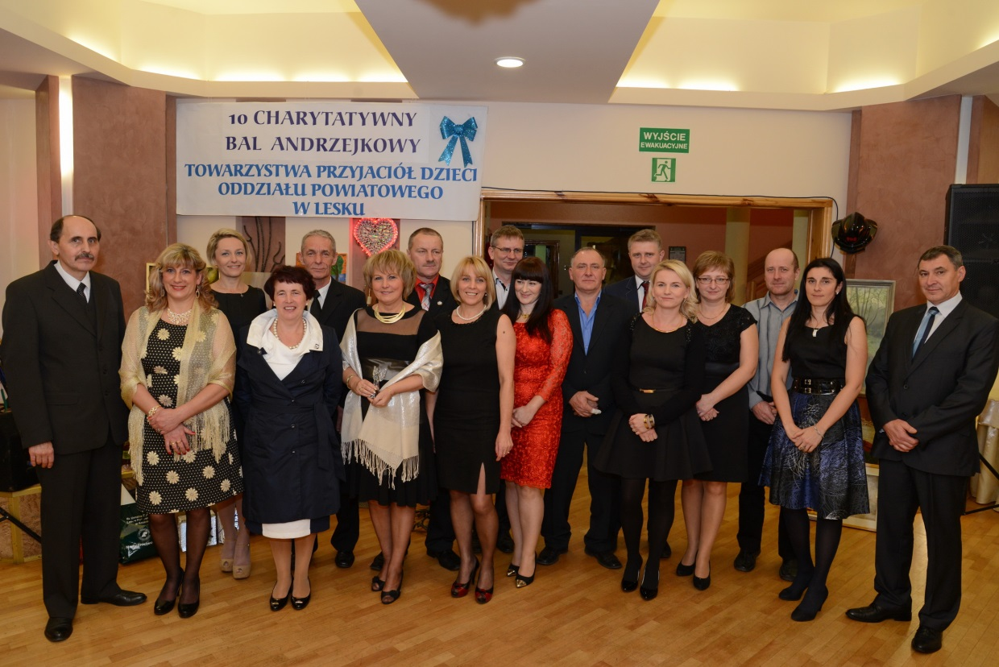 10 CHARYTATYWNY
BAL ANDRZEJKOWY
TOWARZYSTWA PRZYJACIÓŁ DZIECI
ODDZIAŁU POWIATOWEGO
W LESKU
WYJŚCIE
EWAKUACYJNE